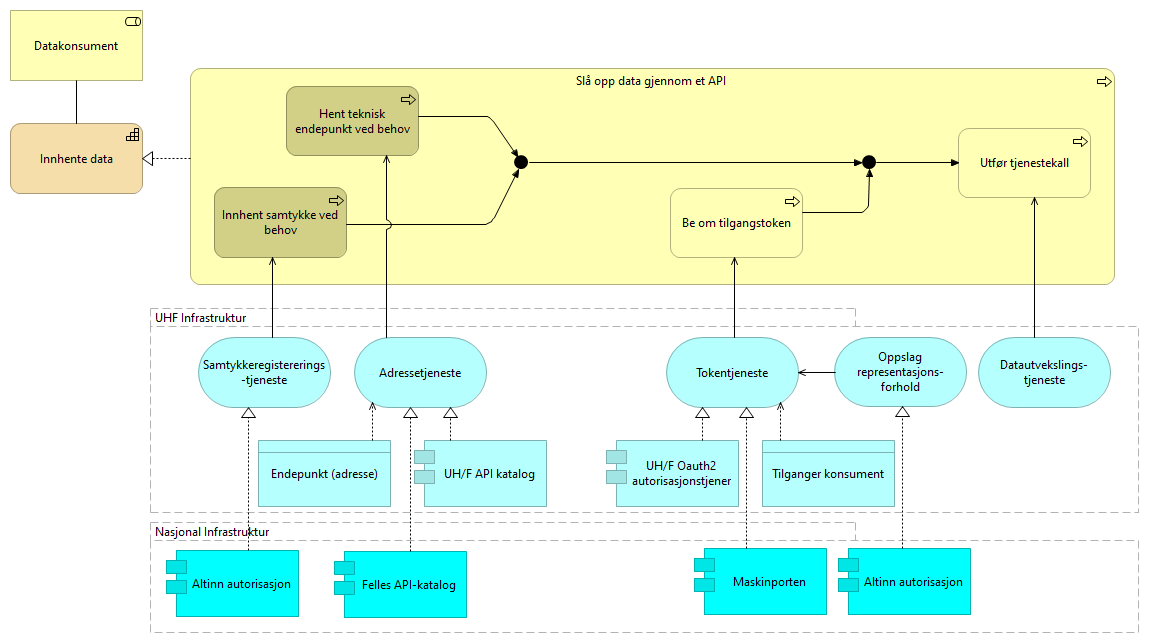 Datakonsument
Slå opp data gjennom et API
Hent teknisk
endepunkt ved behov
Innhente data
Utfør tjenestekall
Innhent samtykke ved
behov
Be om tilgangstoken
UHF Infrastruktur
Samtykkeregistererings
-tjeneste
Adressetjeneste
Tokentjeneste
Oppslag
representasjons-
forhold
Datautvekslings-
tjeneste
Endepunkt (adresse)
UH/F API katalog
UH/F Oauth2
autorisasjonstjener
Tilganger konsument
Nasjonal Infrastruktur
Altinn autorisasjon
Felles API-katalog
Maskinporten
Altinn autorisasjon